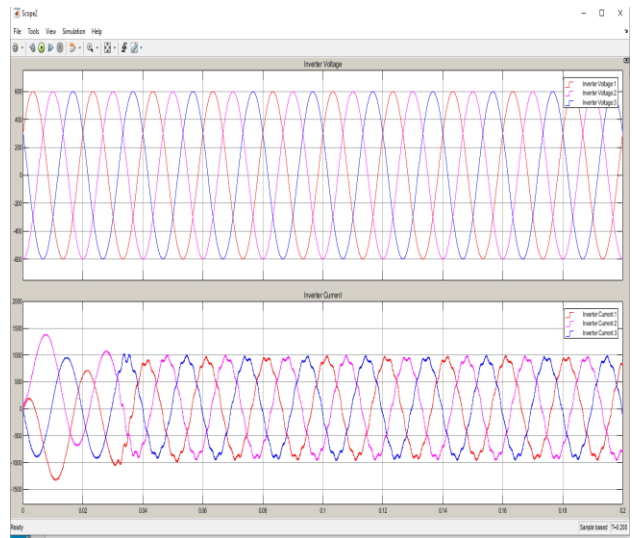 Scope2
File Tools View Simulation Help
Inverter Voltage
Inverter Voltage:1
Inverter Voltage:2
Inverter Voltage:3
600
400
200
0
-200
-400
-600
Inverter Current
Inverter Current:1
Inverter Current:2
Inverter Current:3
2000
1500
1000
500
0
-500
-1000
-1500
0 0.02 0.04 0.06 0.08 0.1 0.12 0.14 0.16 0.18 0.2
Ready Sample based T=0.200